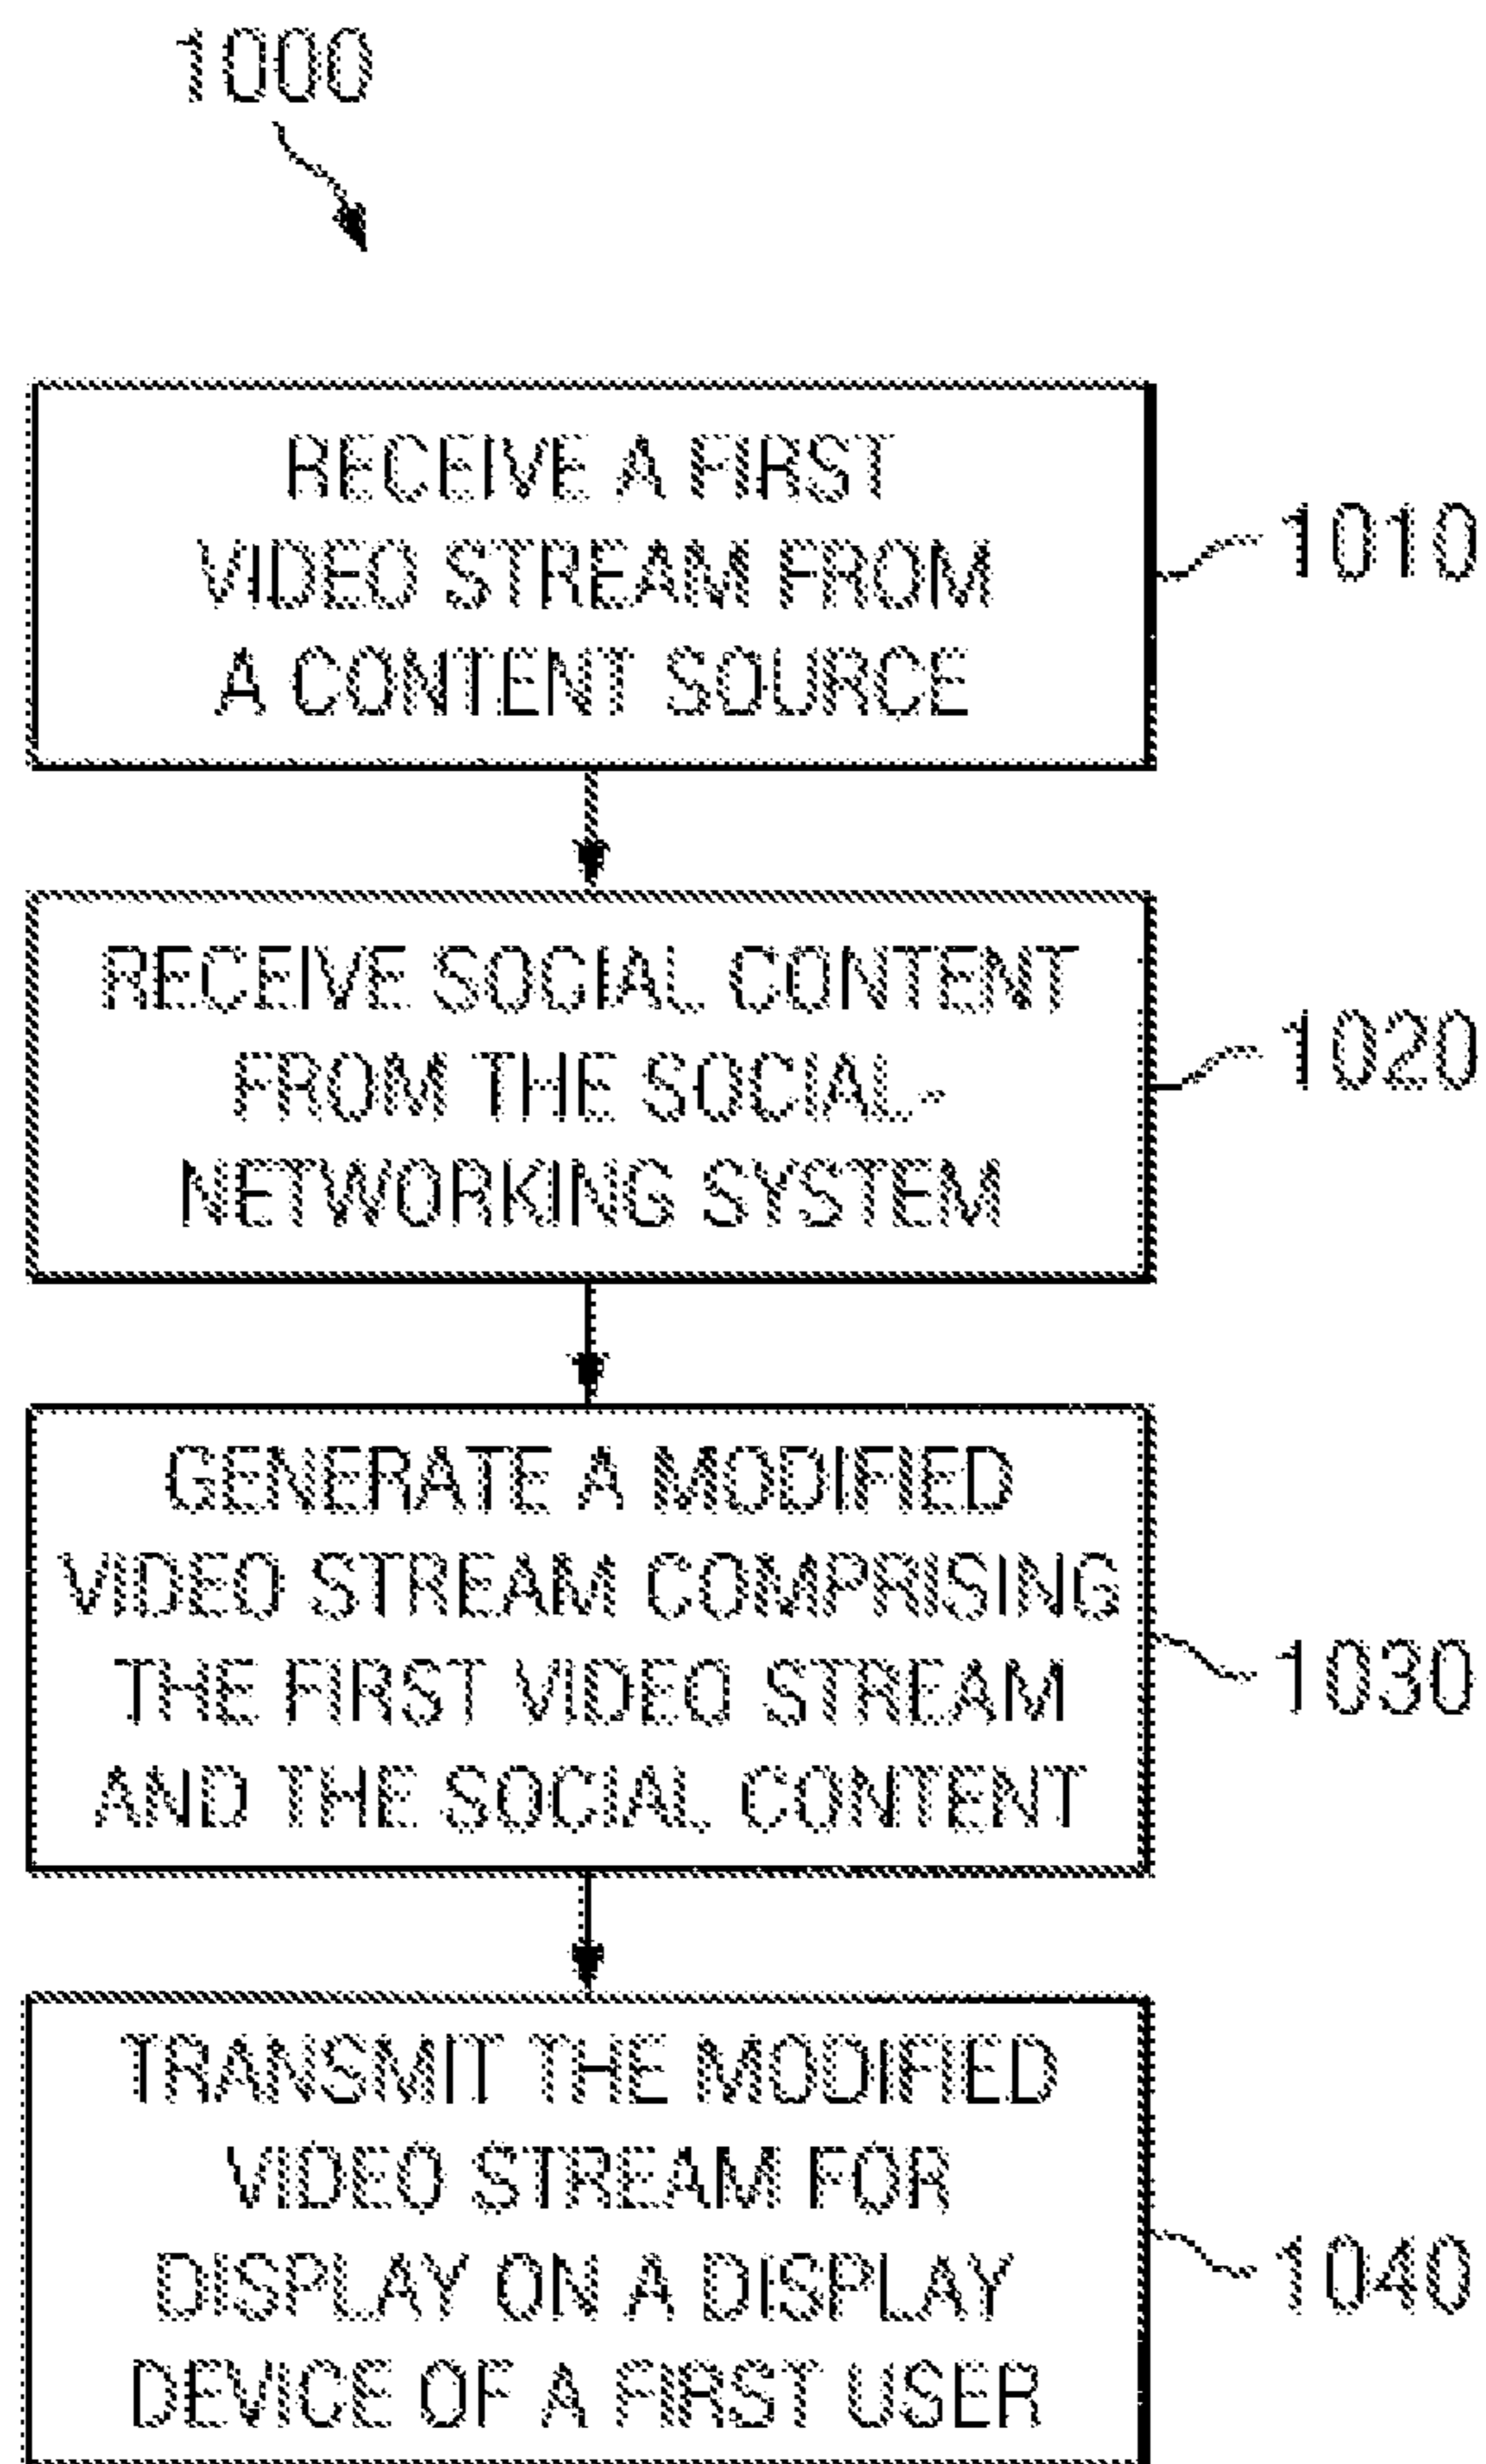 1000
RECEIVE A FIRST
VIDEO STREAM FROM
A CONTENT SOURCE
1010
RECEIVE SOCIAL CONTENT
FROM THE SOCIAL-
NETWORKING SYSTEM
1020
GENERATE A MODIFIED
VIDEO STREAM COMPRISING
THE FIRST VIDEO STREAM
AND THE SOCIAL CONTENT
1030
TRANSMIT THE MODIFIED
VIDEO STREAM FOR
DISPLAY ON A DISPLAY
DEVICE OF A FIRST USER
1040